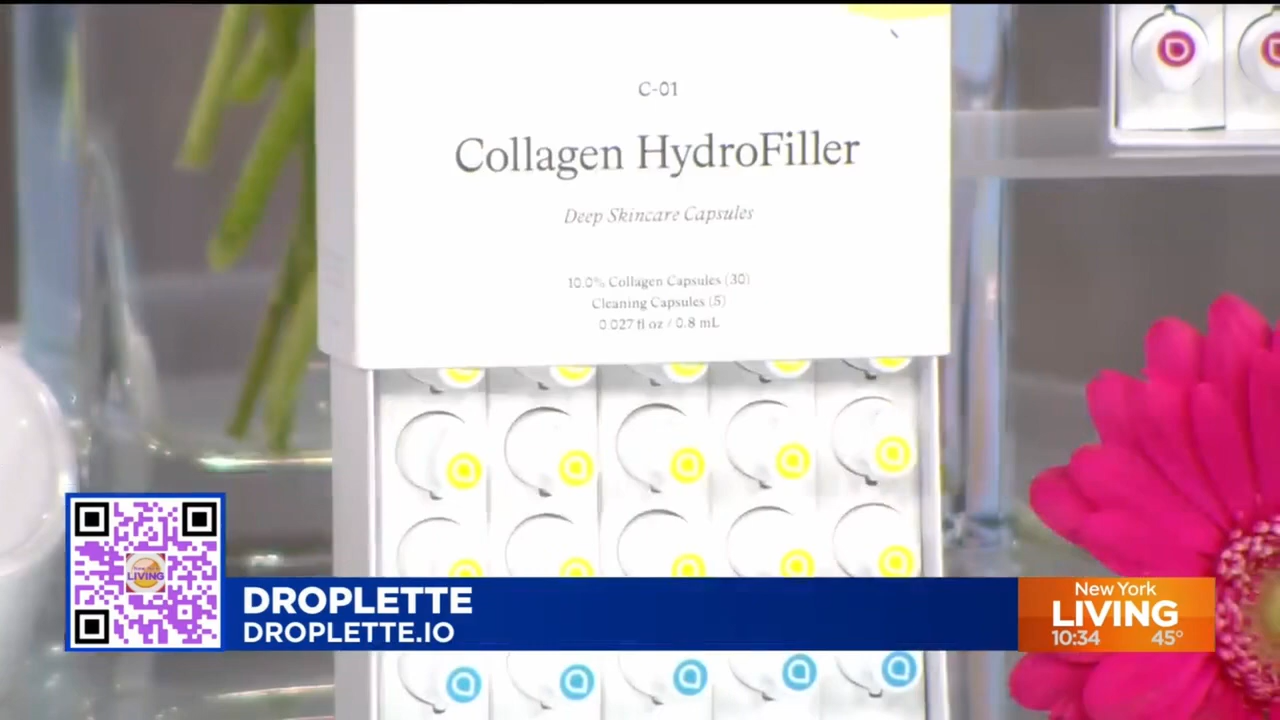 C-01
Collagen HydroFiller
Deep Skincare Capsules
10.0% Collagen Capsules (30)
Cleaning Capsules (5)
0.027 fl oz / 0.8 mL
LIVING
DROPLETTE
DROPLETTE.IO
New York
LIVING
10:34 45°